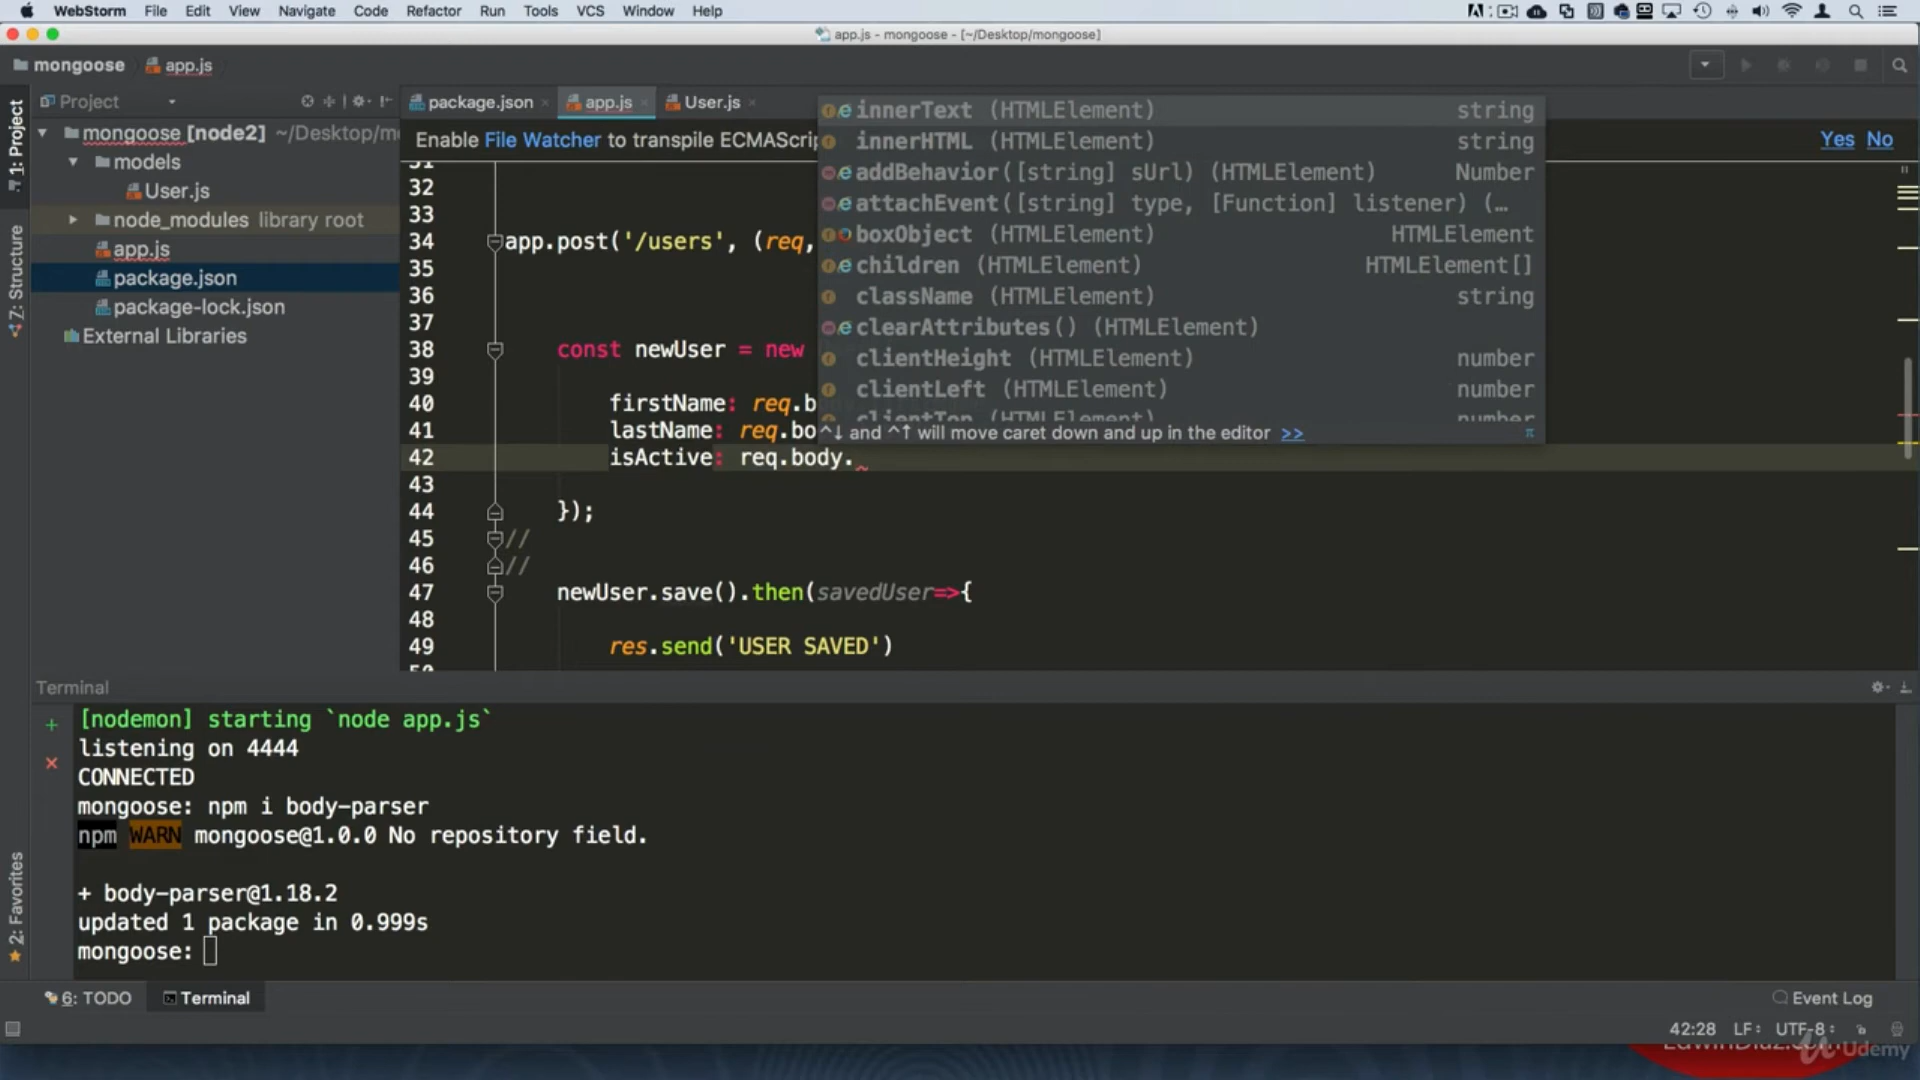 WebStorm File Edit View Navigate Code Refactor Run Tools VCS Window Help
app.js - mongoose - [~/Desktop/mongoose]
mongoose app.js
1: Project
7: Structure
2: Favorites
Project
package.json app.js User.js
mongoose [node2] ~/Desktop/m
models
User.js
node_modules library root
app.js
package.json
package-lock.json
External Libraries
Enable File Watcher to transpile ECMAScrip
Yes No
innerText (HTMLElement) string
innerHTML (HTMLElement) string
addBehavior([string] sUrl) (HTMLElement) Number
attachEvent([string] type, [Function] listener) (…
boxObject (HTMLElement) HTMLElement
children (HTMLElement) HTMLElement[]
className (HTMLElement) string
clearAttributes() (HTMLElement)
clientHeight (HTMLElement) number
clientLeft (HTMLElement) number
clientTop (HTMLElement) number
^↓ and ^↑ will move caret down and up in the editor >> π
31
32
33
34 app.post('/users', (req,
35
36
37
38 const newUser = new
39
40 firstName: req.b
41 lastName: req.bo
42 isActive: req.body.
43
44 });
45 //
46 //
47 newUser.save().then(savedUser=>{
48
49 res.send('USER SAVED')
50
Terminal
[nodemon] starting `node app.js`
listening on 4444
CONNECTED
mongoose: npm i body-parser
npm WARN mongoose@1.0.0 No repository field.
+ body-parser@1.18.2
updated 1 package in 0.999s
mongoose:
6: TODO Terminal Event Log
42:28 LF: UTF-8:
EdwinDiaz.com
Udemy